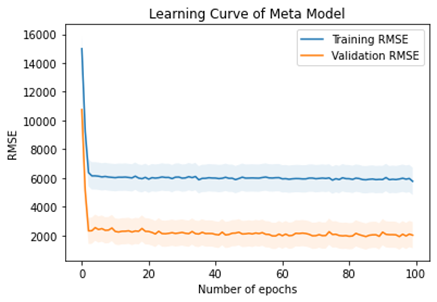 Learning Curve of Meta Model
Training RMSE
Validation RMSE
16000
14000
12000
10000
8000
6000
4000
2000
RMSE
0 20 40 60 80 100
Number of epochs